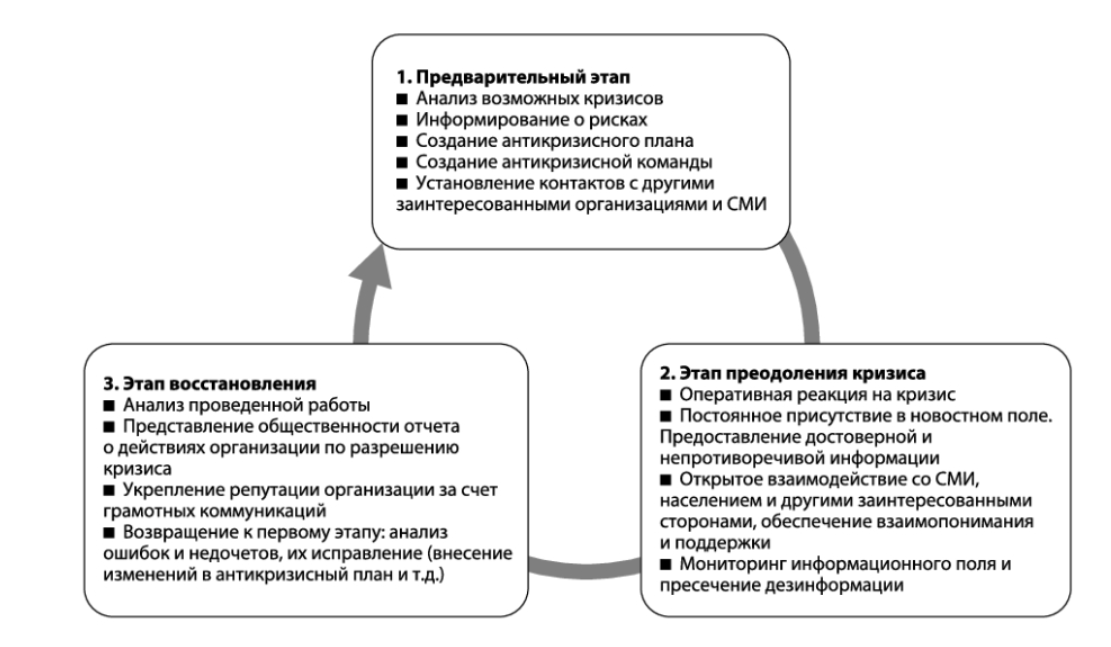 1. Предварительный этап
■ Анализ возможных кризисов
■ Информирование о рисках
■ Создание антикризисного плана
■ Создание антикризисной команды
■ Установление контактов с другими
заинтересованными организациями и СМИ
2. Этап преодоления кризиса
■ Оперативная реакция на кризис
■ Постоянное присутствие в новостном поле.
Предоставление достоверной и
непротиворечивой информации
■ Открытое взаимодействие со СМИ,
населением и другими заинтересованными
сторонами, обеспечение взаимопонимания
и поддержки
■ Мониторинг информационного поля и
пресечение дезинформации
3. Этап восстановления
■ Анализ проведенной работы
■ Представление общественности отчета
о действиях организации по разрешению
кризиса
■ Укрепление репутации организации за счет
грамотных коммуникаций
■ Возвращение к первому этапу: анализ
ошибок и недочетов, их исправление (внесение
изменений в антикризисный план и т.д.)